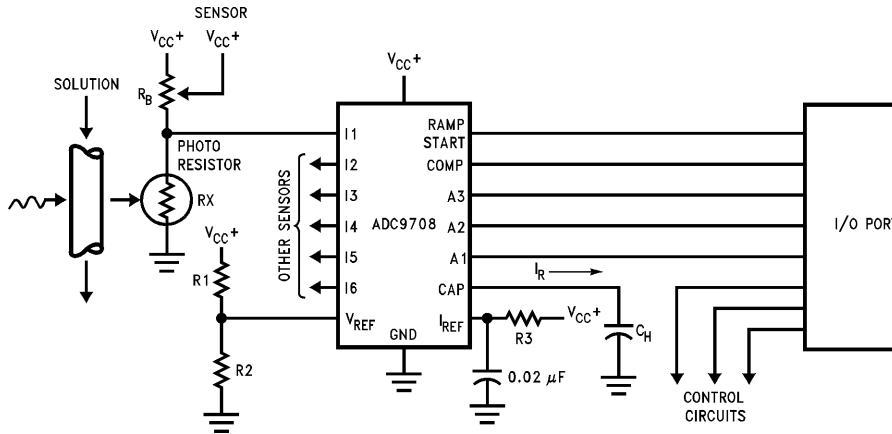 SENSOR
VCC+
VCC+
SOLUTION
RB
VCC+
I1
RAMP
START
PHOTO
RESISTOR
I2
COMP
RX
I3
A3
OTHER SENSORS
I4
ADC9708
A2
I/O PORT
VCC+
I5
A1
R1
I6
CAP
IR
VREF
GND
IREF
R3
VCC+
CH
R2
0.02 μF
CONTROL
CIRCUITS